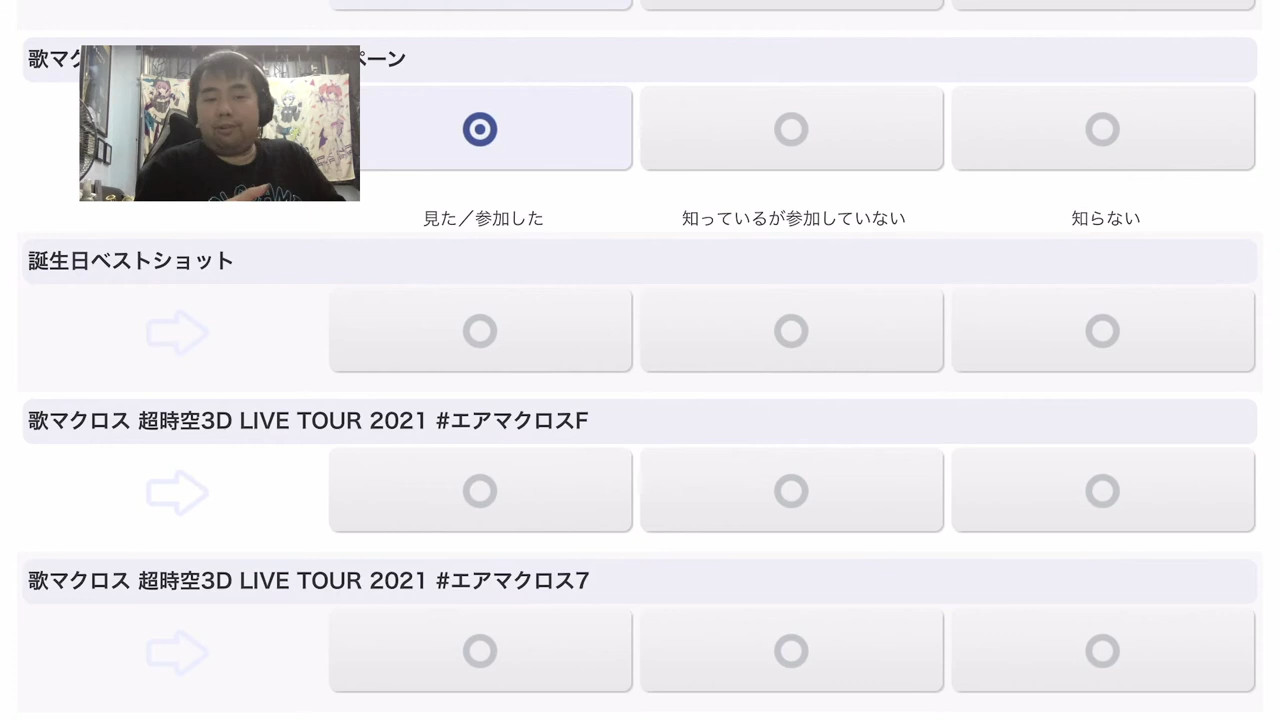 歌マク
ペーン
見た／参加した
知っているが参加していない
知らない
誕生日ベストショット
歌マクロス 超時空3D LIVE TOUR 2021 #エアマクロスF
歌マクロス 超時空3D LIVE TOUR 2021 #エアマクロス7